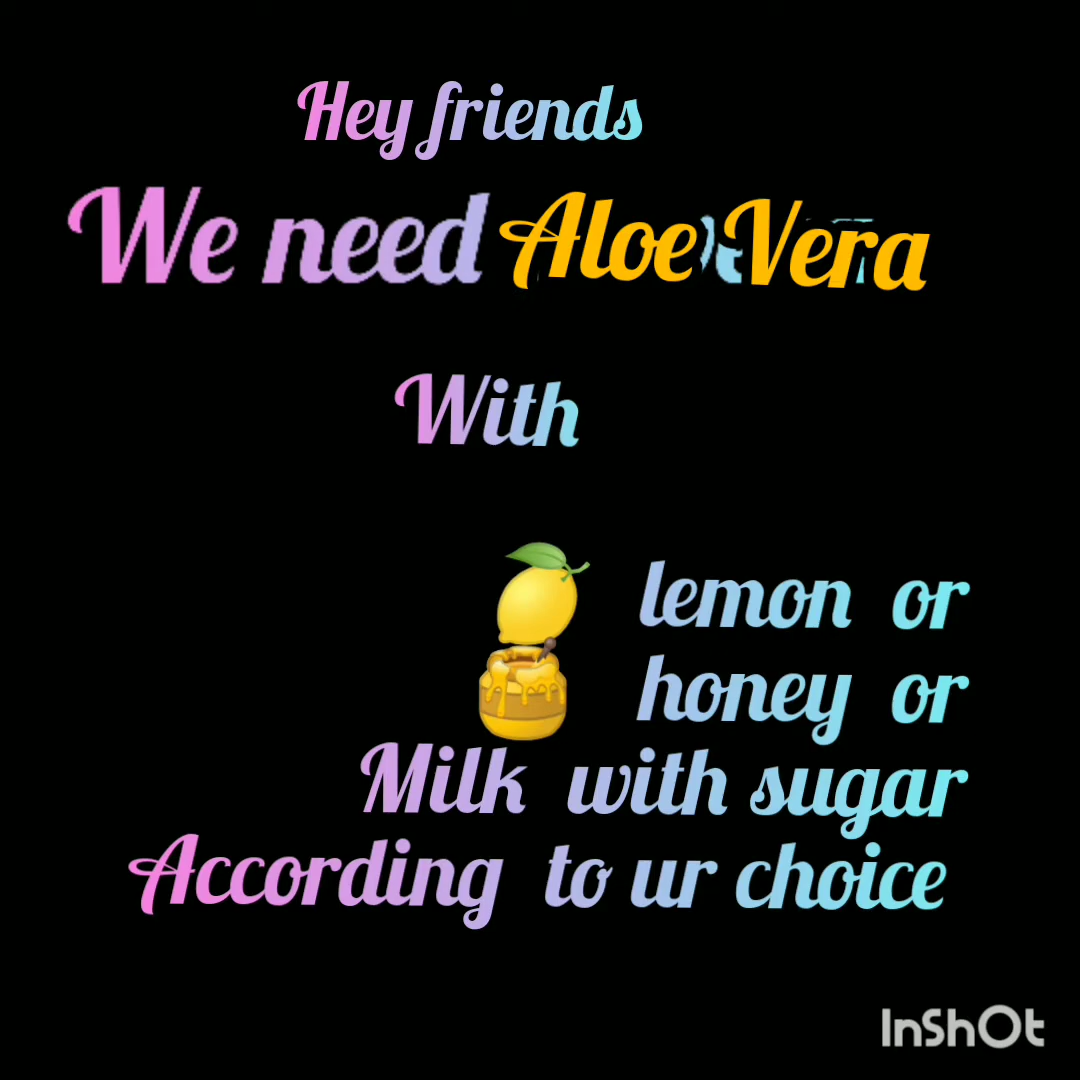 Hey friends
We need Aloe Vera
With
lemon or
honey or
Milk with sugar
According to ur choice
InShOt